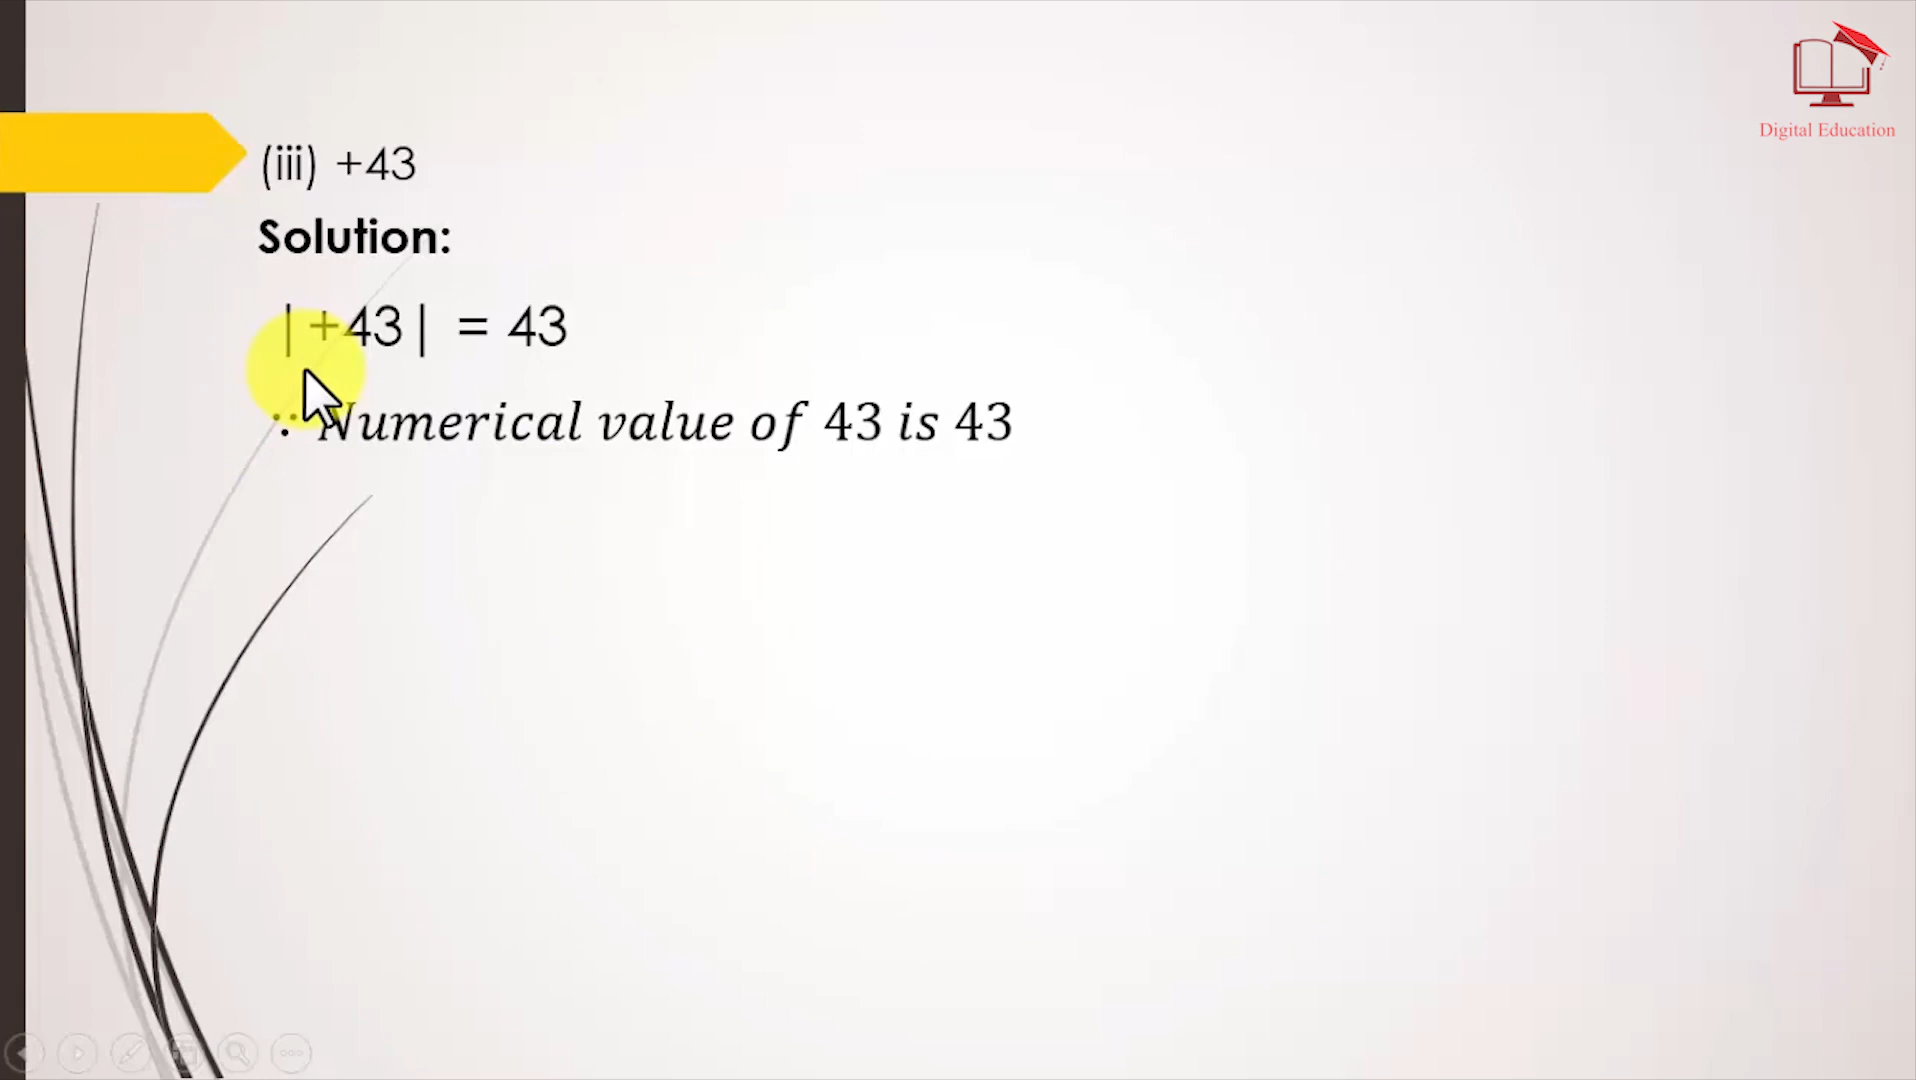 Digital Education
(iii) +43
Solution:
|+43| = 43
∵ Numerical value of 43 is 43